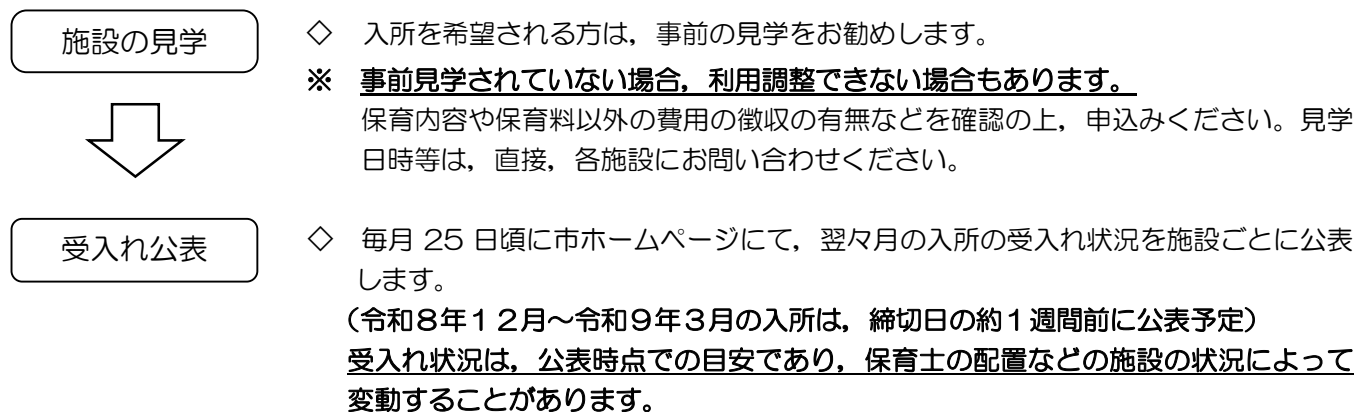 施設の見学
◇ 入所を希望される方は，事前の見学をお勧めします。
※ 事前見学されていない場合，利用調整できない場合もあります。
保育内容や保育料以外の費用の徴収の有無などを確認の上，申込みください。見学
日時等は，直接，各施設にお問い合わせください。
受入れ公表
◇ 毎月 25 日頃に市ホームページにて，翌々月の入所の受入れ状況を施設ごとに公表
します。
（令和８年１２月～令和９年３月の入所は，締切日の約１週間前に公表予定）
受入れ状況は，公表時点での目安であり，保育士の配置などの施設の状況によって
変動することがあります。